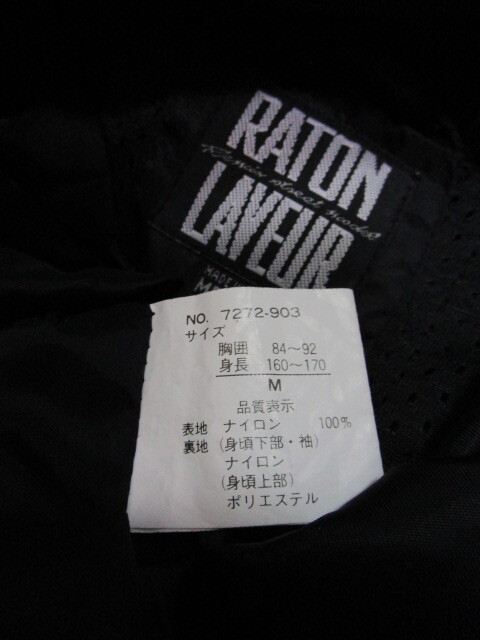 RATON
LAVEUR
MADE
M
NO. 7272-903
サイズ
胸囲 84～92
身長 160～170
M
品質表示
表地 ナイロン 100%
裏地 (身頃下部・袖)
ナイロン
(身頃上部)
ポリエステル